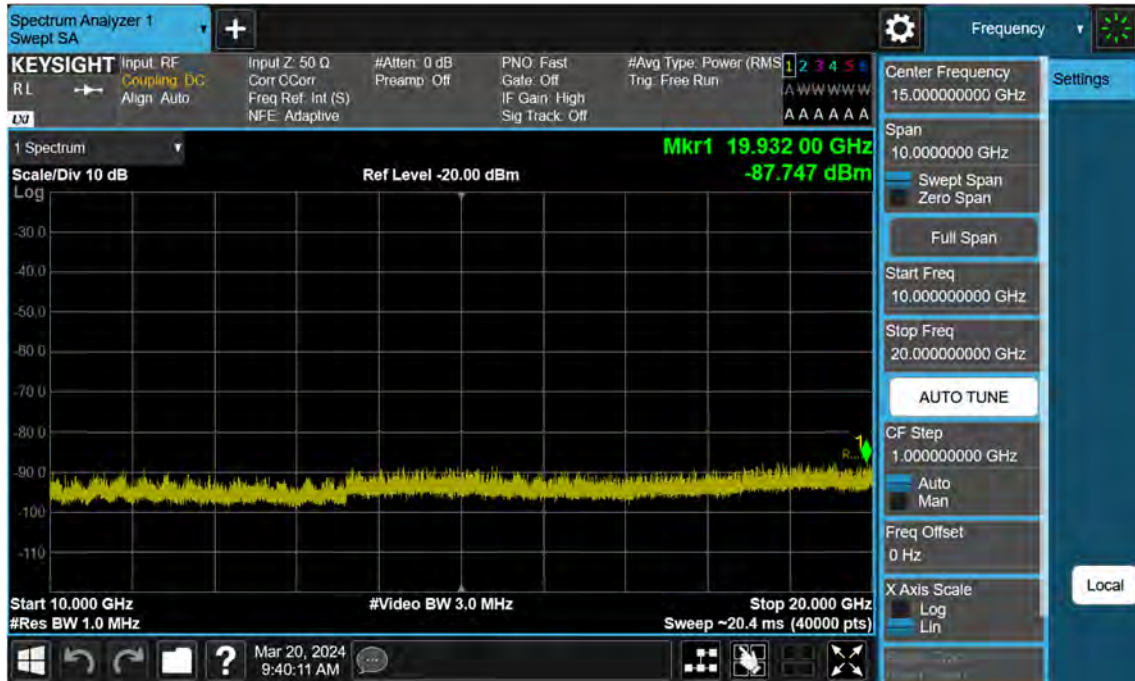 Spectrum Analyzer 1
Swept SA
Frequency
KEYSIGHT
RL
LXI
Input: RF
Coupling: DC
Align: Auto
Input Z: 50 Ω
Corr CCorr
Freq Ref: Int (S)
NFE: Adaptive
#Atten: 0 dB
Preamp: Off
PNO: Fast
Gate: Off
IF Gain: High
Sig Track: Off
#Avg Type: Power (RMS
Trig: Free Run
1 2 3 4 5 6
A W W W W W
A A A A A A
1 Spectrum
Scale/Div 10 dB
Ref Level -20.00 dBm
Mkr1 19.932 00 GHz
-87.747 dBm
Log
-30.0
-40.0
-50.0
-60.0
-70.0
-80.0
-90.0
-100
-110
1
R...
Start 10.000 GHz
#Video BW 3.0 MHz
Stop 20.000 GHz
#Res BW 1.0 MHz
Sweep ~20.4 ms (40000 pts)
Mar 20, 2024
9:40:11 AM
?
Center Frequency
15.000000000 GHz
Span
10.0000000 GHz
Swept Span
Zero Span
Full Span
Start Freq
10.000000000 GHz
Stop Freq
20.000000000 GHz
AUTO TUNE
CF Step
1.000000000 GHz
Auto
Man
Freq Offset
0 Hz
X Axis Scale
Log
Lin
Settings
Local